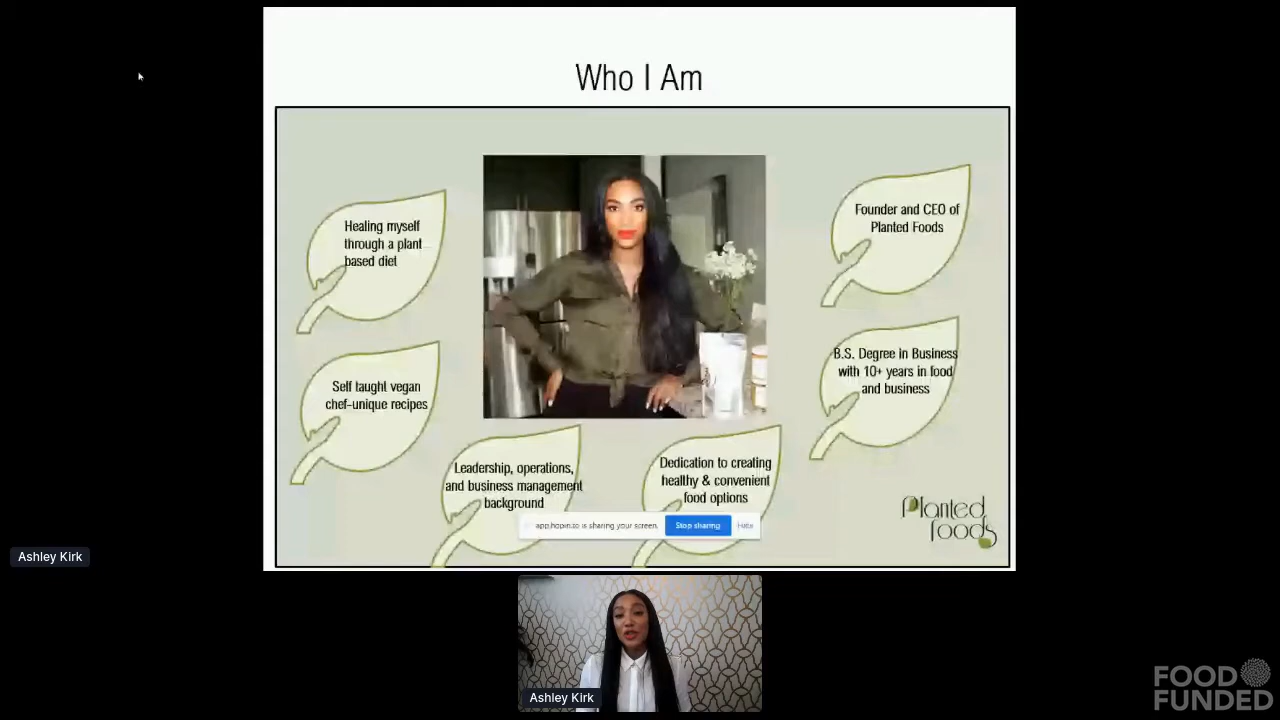 Who I Am
Healing myself
through a plant
based diet
Founder and CEO of
Planted Foods
Self taught vegan
chef-unique recipes
B.S. Degree in Business
with 10+ years in food
and business
Leadership, operations,
and business management
background
Dedication to creating
healthy & convenient
food options
app.hopin.to is sharing your screen.
Stop sharing
Hide
Planted
foods
Ashley Kirk
Ashley Kirk
FOOD
FUNDED